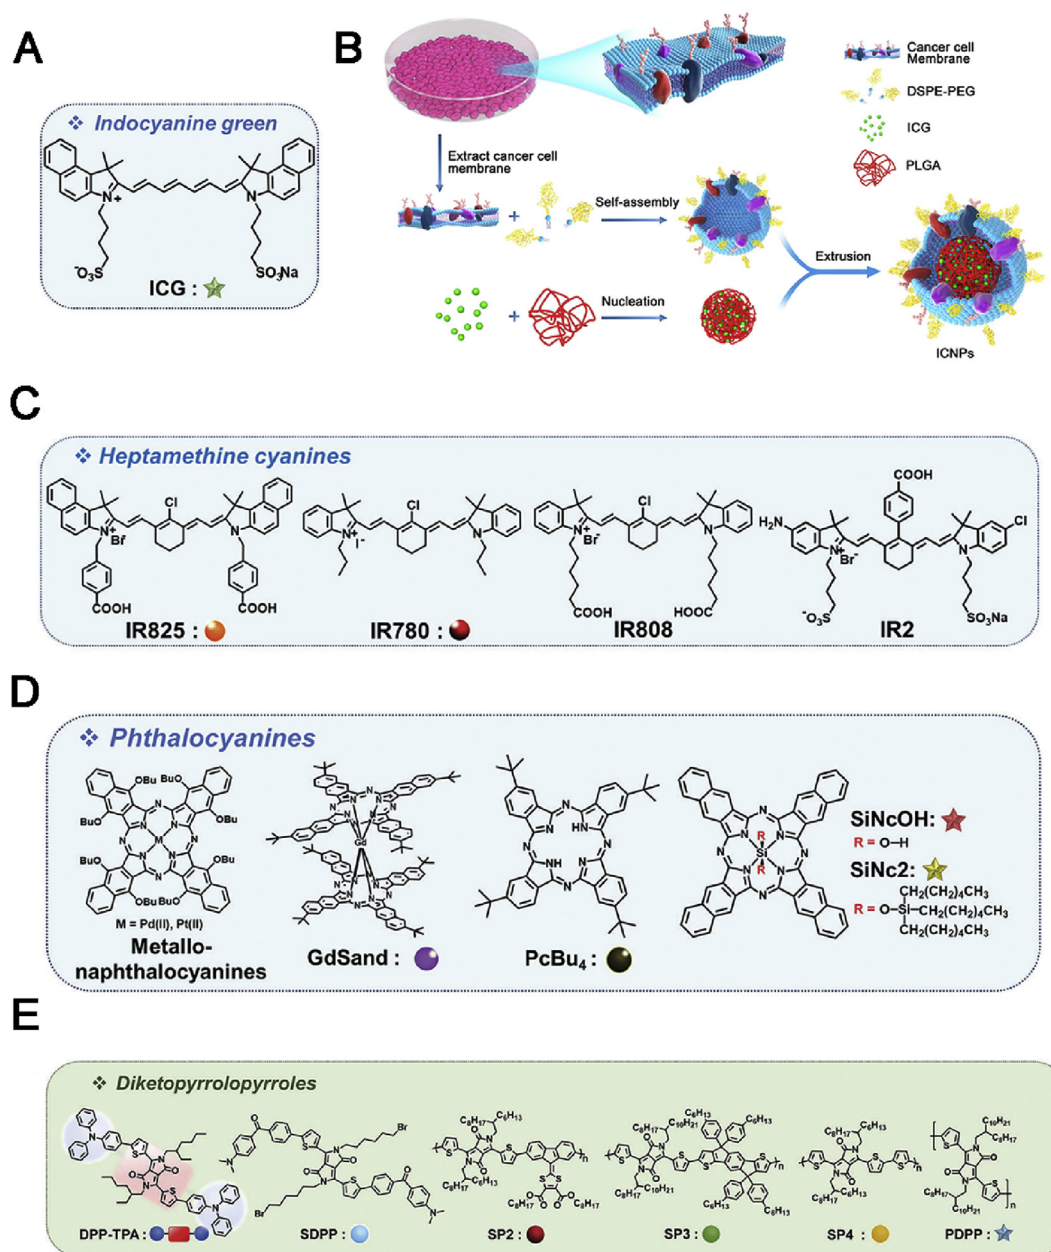 A
❖ Indocyanine green
N
+
N
⁻O₃S
SO₃Na
ICG :
B
Extract cancer cell
membrane
+
Self-assembly
+
Nucleation
Extrusion
ICNPs
Cancer cell
Membrane
DSPE-PEG
ICG
PLGA
C
❖ Heptamethine cyanines
Cl
N⁺
Br⁻
N
COOH
COOH
IR825 :
Cl
N⁺
I⁻
N
IR780 :
Cl
N⁺
Br⁻
N
COOH
HOOC
IR808
COOH
H₂N
Cl
N⁺
Br⁻
N
⁻O₃S
SO₃Na
IR2
D
❖ Phthalocyanines
OBu BuO
BuO OBu
N N N
N M N
N N N
BuO OBu
OBu BuO
M = Pd(II), Pt(II)
Metallo-
naphthalocyanines
Gd
GdSand :
N
N HN
N N
NH N
N
PcBu₄ :
N
N N
R
N Si N
R
N N
N
SiNcOH:
R = O−H
SiNc2:
CH₂(CH₂)₄CH₃
R = O−Si−CH₂(CH₂)₄CH₃
CH₂(CH₂)₄CH₃
E
❖ Diketopyrrolopyrroles
N
S
O
N
O
N
S
N
DPP-TPA :
O
Br
S
O
N
N
N
O
S
O
Br
N
SDPP :
C₈H₁₇
C₆H₁₃
O
N
S
S
n
N
O
C₈H₁₇
C₆H₁₃
S S
O O
C₈H₁₇O OC₈H₁₇
SP2 :
C₈H₁₇
C₁₀H₂₁
C₆H₁₃
C₆H₁₃
O
N
S
S
S
S
n
N
O
C₈H₁₇
C₁₀H₂₁
C₆H₁₃
C₆H₁₃
SP3 :
C₈H₁₇
C₆H₁₃
O
N
S
S
S
n
N
O
C₈H₁₇
C₆H₁₃
SP4 :
C₁₀H₂₁
C₈H₁₇
S
O
N
N
O
S
n
C₈H₁₇
C₁₀H₂₁
PDPP :